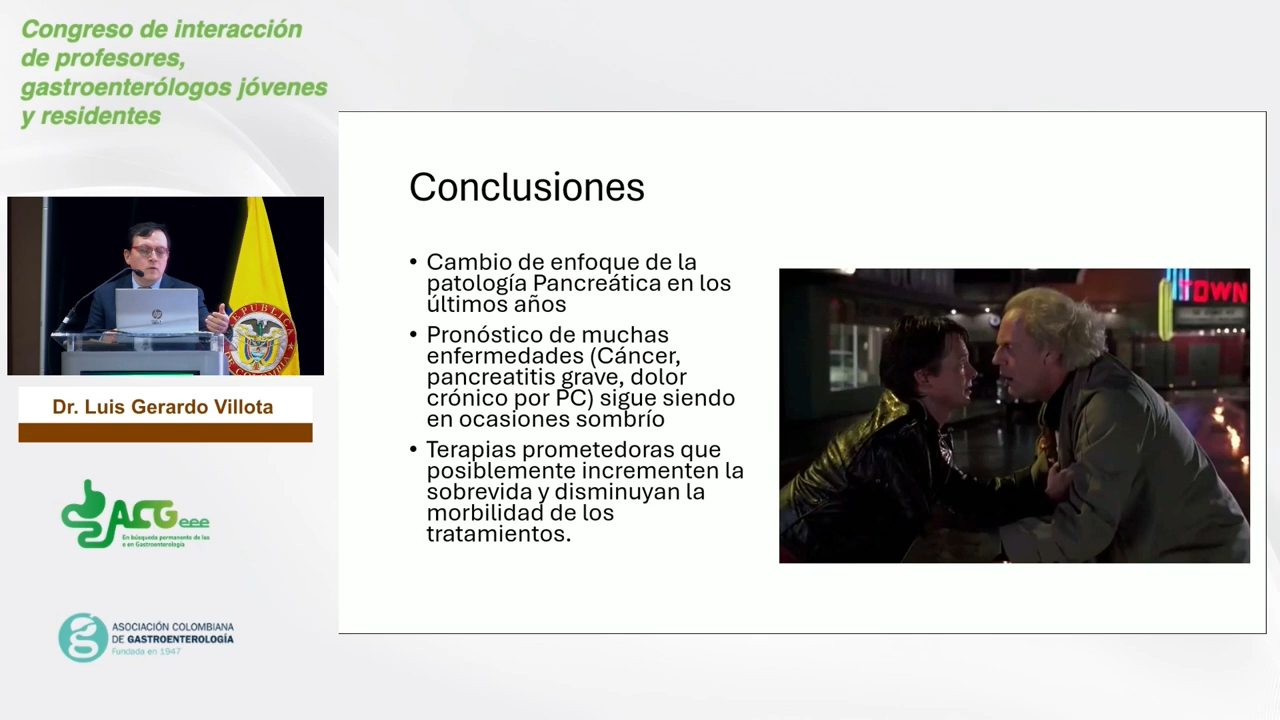 Congreso de interacción
de profesores,
gastroenterólogos jóvenes
y residentes
Dr. Luis Gerardo Villota
ACGeee
En búsqueda permanente de las
e en Gastroenterología
ASOCIACIÓN COLOMBIANA
DE GASTROENTEROLOGÍA
Fundada en 1947
Conclusiones
• Cambio de enfoque de la
patología Pancreática en los
últimos años
• Pronóstico de muchas
enfermedades (Cáncer,
pancreatitis grave, dolor
crónico por PC) sigue siendo
en ocasiones sombrío
• Terapias prometedoras que
posiblemente incrementen la
sobrevida y disminuyan la
morbilidad de los
tratamientos.
TOWN
hp
REPUBLICA